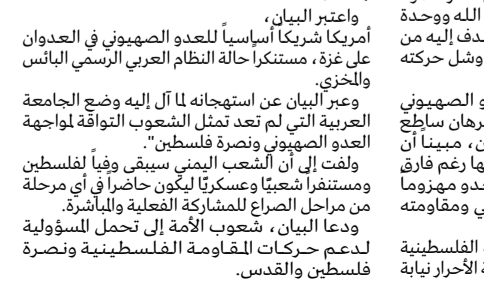 الله ووحدة
دف إليه من
وشل حركته
و الصهيوني
رهان ساطع
ن، مبيناً أن
ها رغم فارق
عدو مهزوماً
ي ومقاومته
الفلسطينية
ة الأحرار نيابة
واعتبر البيان،
أمريكا شريكاً أساسياً للعدو الصهيوني في العدوان
على غزة، مستنكراً حالة النظام العربي الرسمي البائس
والمخزي.
وعبر البيان عن استهجانه لما آل إليه وضع الجامعة
العربية التي لم تعد تمثل الشعوب التواقة لمواجهة
العدو الصهيوني ونصرة فلسطين".
ولفت إلى أن الشعب اليمني سيبقى وفياً لفلسطين
ومستنفراً شعبيًا وعسكريًا ليكون حاضراً في أي مرحلة
من مراحل الصراع للمشاركة الفعلية والمباشرة.
ودعا البيان، شعوب الأمة إلى تحمل المسؤولية
لدعم حركات المقاومة الفلسطينية ونصرة
فلسطين والقدس.